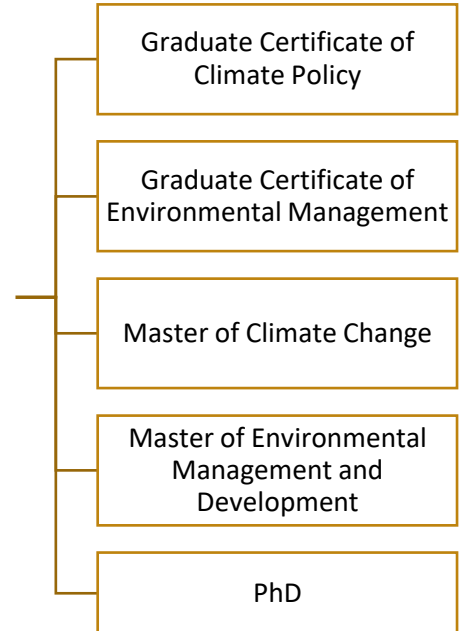 Graduate Certificate of
Climate Policy
Graduate Certificate of
Environmental Management
Master of Climate Change
Master of Environmental
Management and
Development
PhD